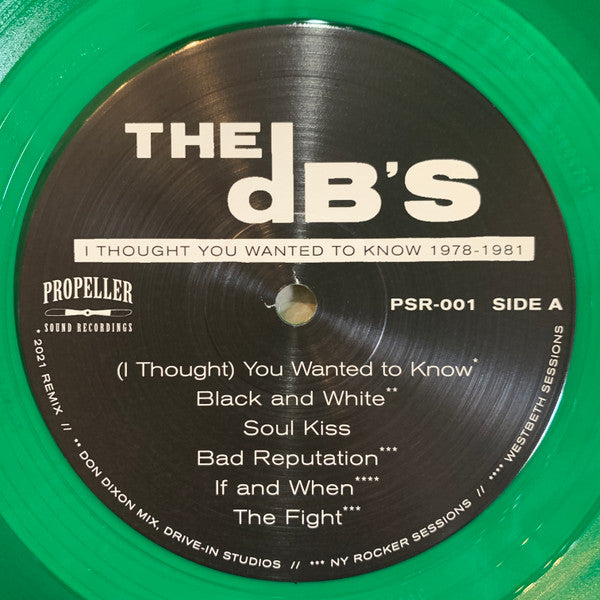 THE
dB'S
I THOUGHT YOU WANTED TO KNOW 1978-1981
PROPELLER
SOUND RECORDINGS
PSR-001 SIDE A
(I Thought) You Wanted to Know*
Black and White**
Soul Kiss
Bad Reputation***
If and When****
The Fight***
* 2021 REMIX // ** DON DIXON MIX, DRIVE-IN STUDIOS // *** NY ROCKER SESSIONS // **** WESTBETH SESSIONS